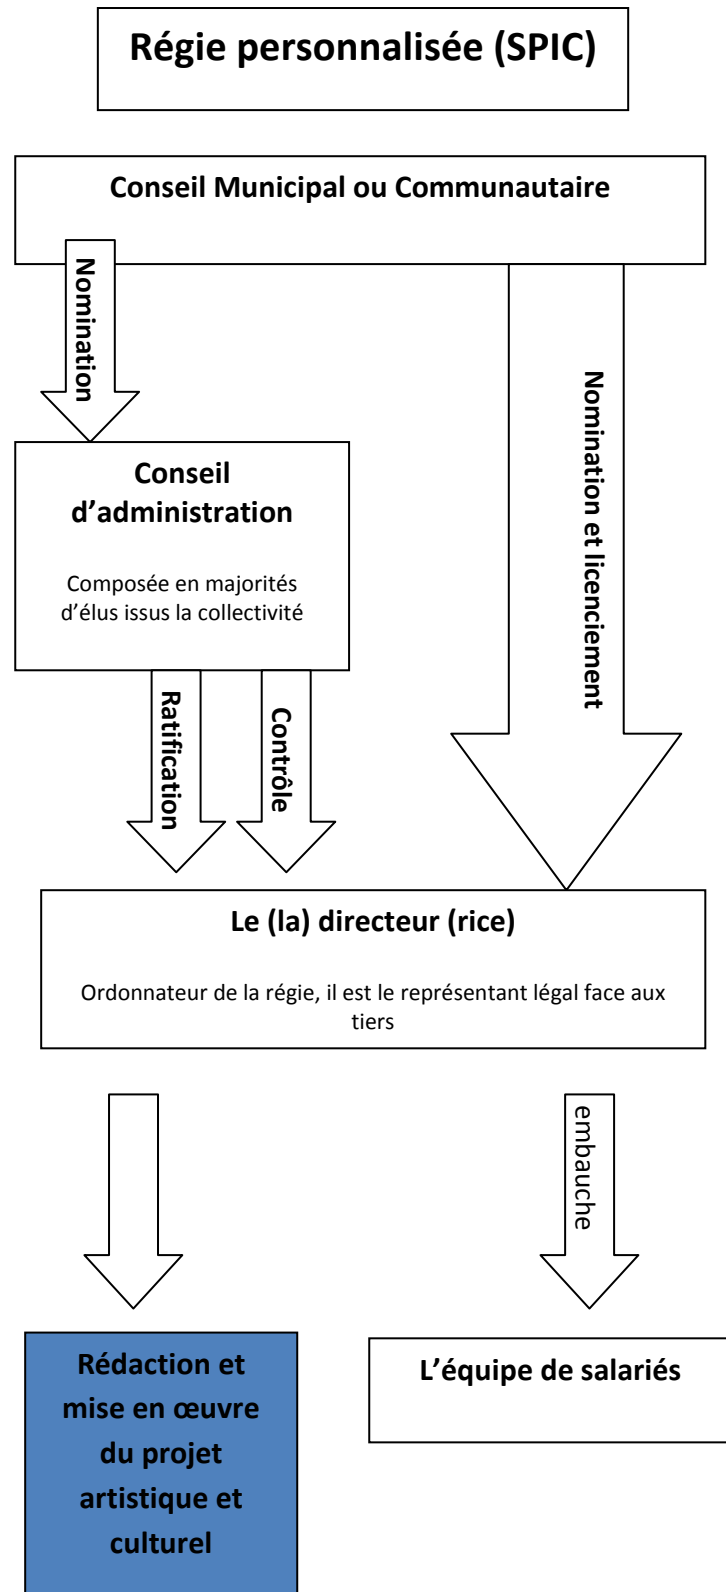 Régie personnalisée (SPIC)
Conseil Municipal ou Communautaire
Nomination
Nomination et licenciement
Conseil
d’administration
Composée en majorités
d’élus issus la collectivité
Ratification
Contrôle
Le (la) directeur (rice)
Ordonnateur de la régie, il est le représentant légal face aux
tiers
embauche
Rédaction et
mise en œuvre
du projet
artistique et
culturel
L’équipe de salariés